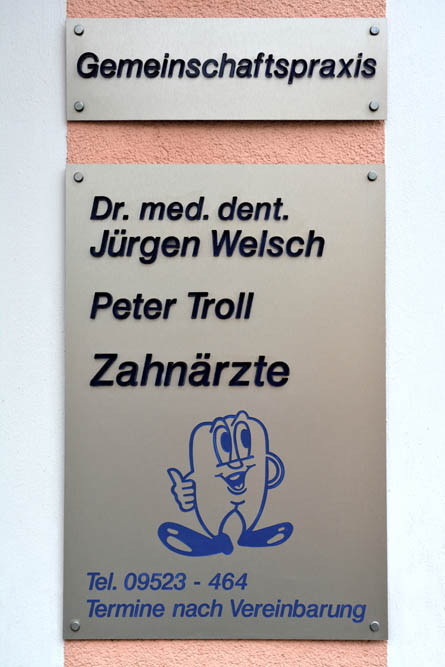 Gemeinschaftspraxis
Dr. med. dent.
Jürgen Welsch
Peter Troll
Zahnärzte
Tel. 09523 - 464
Termine nach Vereinbarung